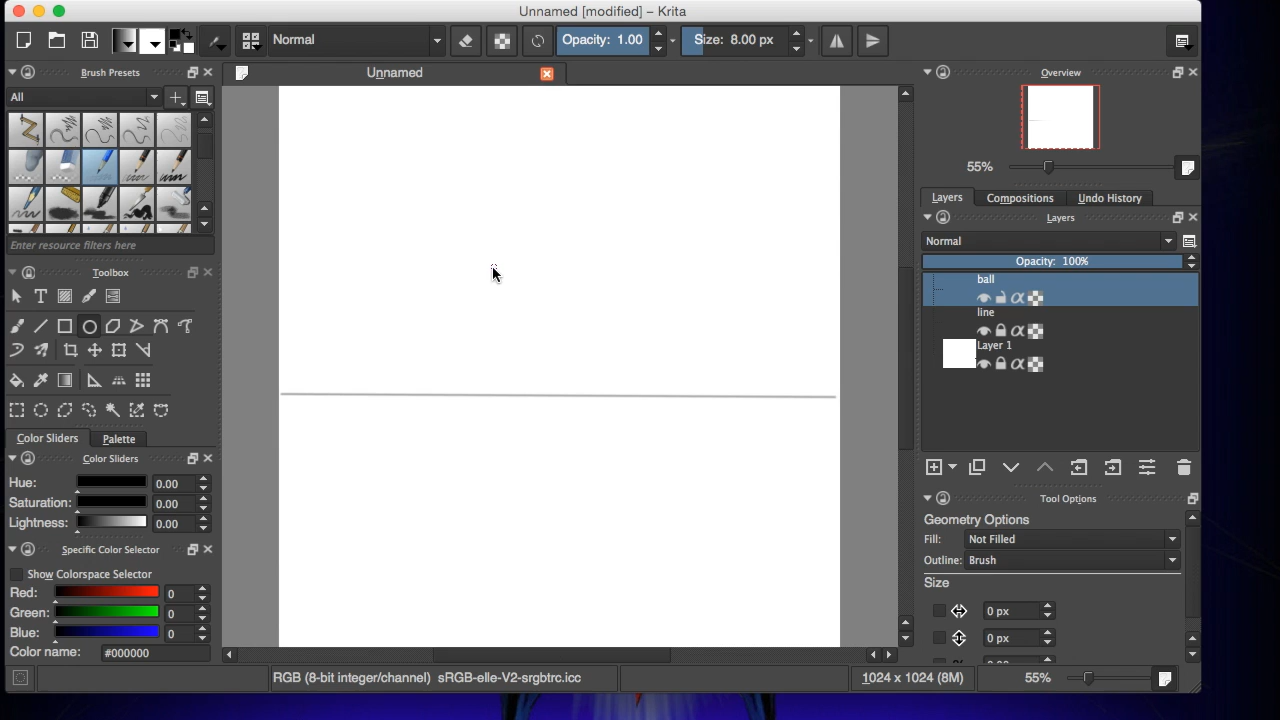 Unnamed [modified] – Krita
Normal
Opacity: 1.00
Size: 8.00 px
Brush Presets
Unnamed
Overview
All
55%
Layers
Compositions
Undo History
Layers
Enter resource filters here
Normal
Opacity: 100%
Toolbox
ball
line
Layer 1
Color Sliders
Palette
Color Sliders
Hue: 0.00
Saturation: 0.00
Lightness: 0.00
Tool Options
Geometry Options
Fill: Not Filled
Outline: Brush
Size
Specific Color Selector
Show Colorspace Selector
Red: 0
Green: 0
Blue: 0
Color name: #000000
0 px
0 px
RGB (8-bit integer/channel) sRGB-elle-V2-srgbtrc.icc
1024 x 1024 (8M)
55%